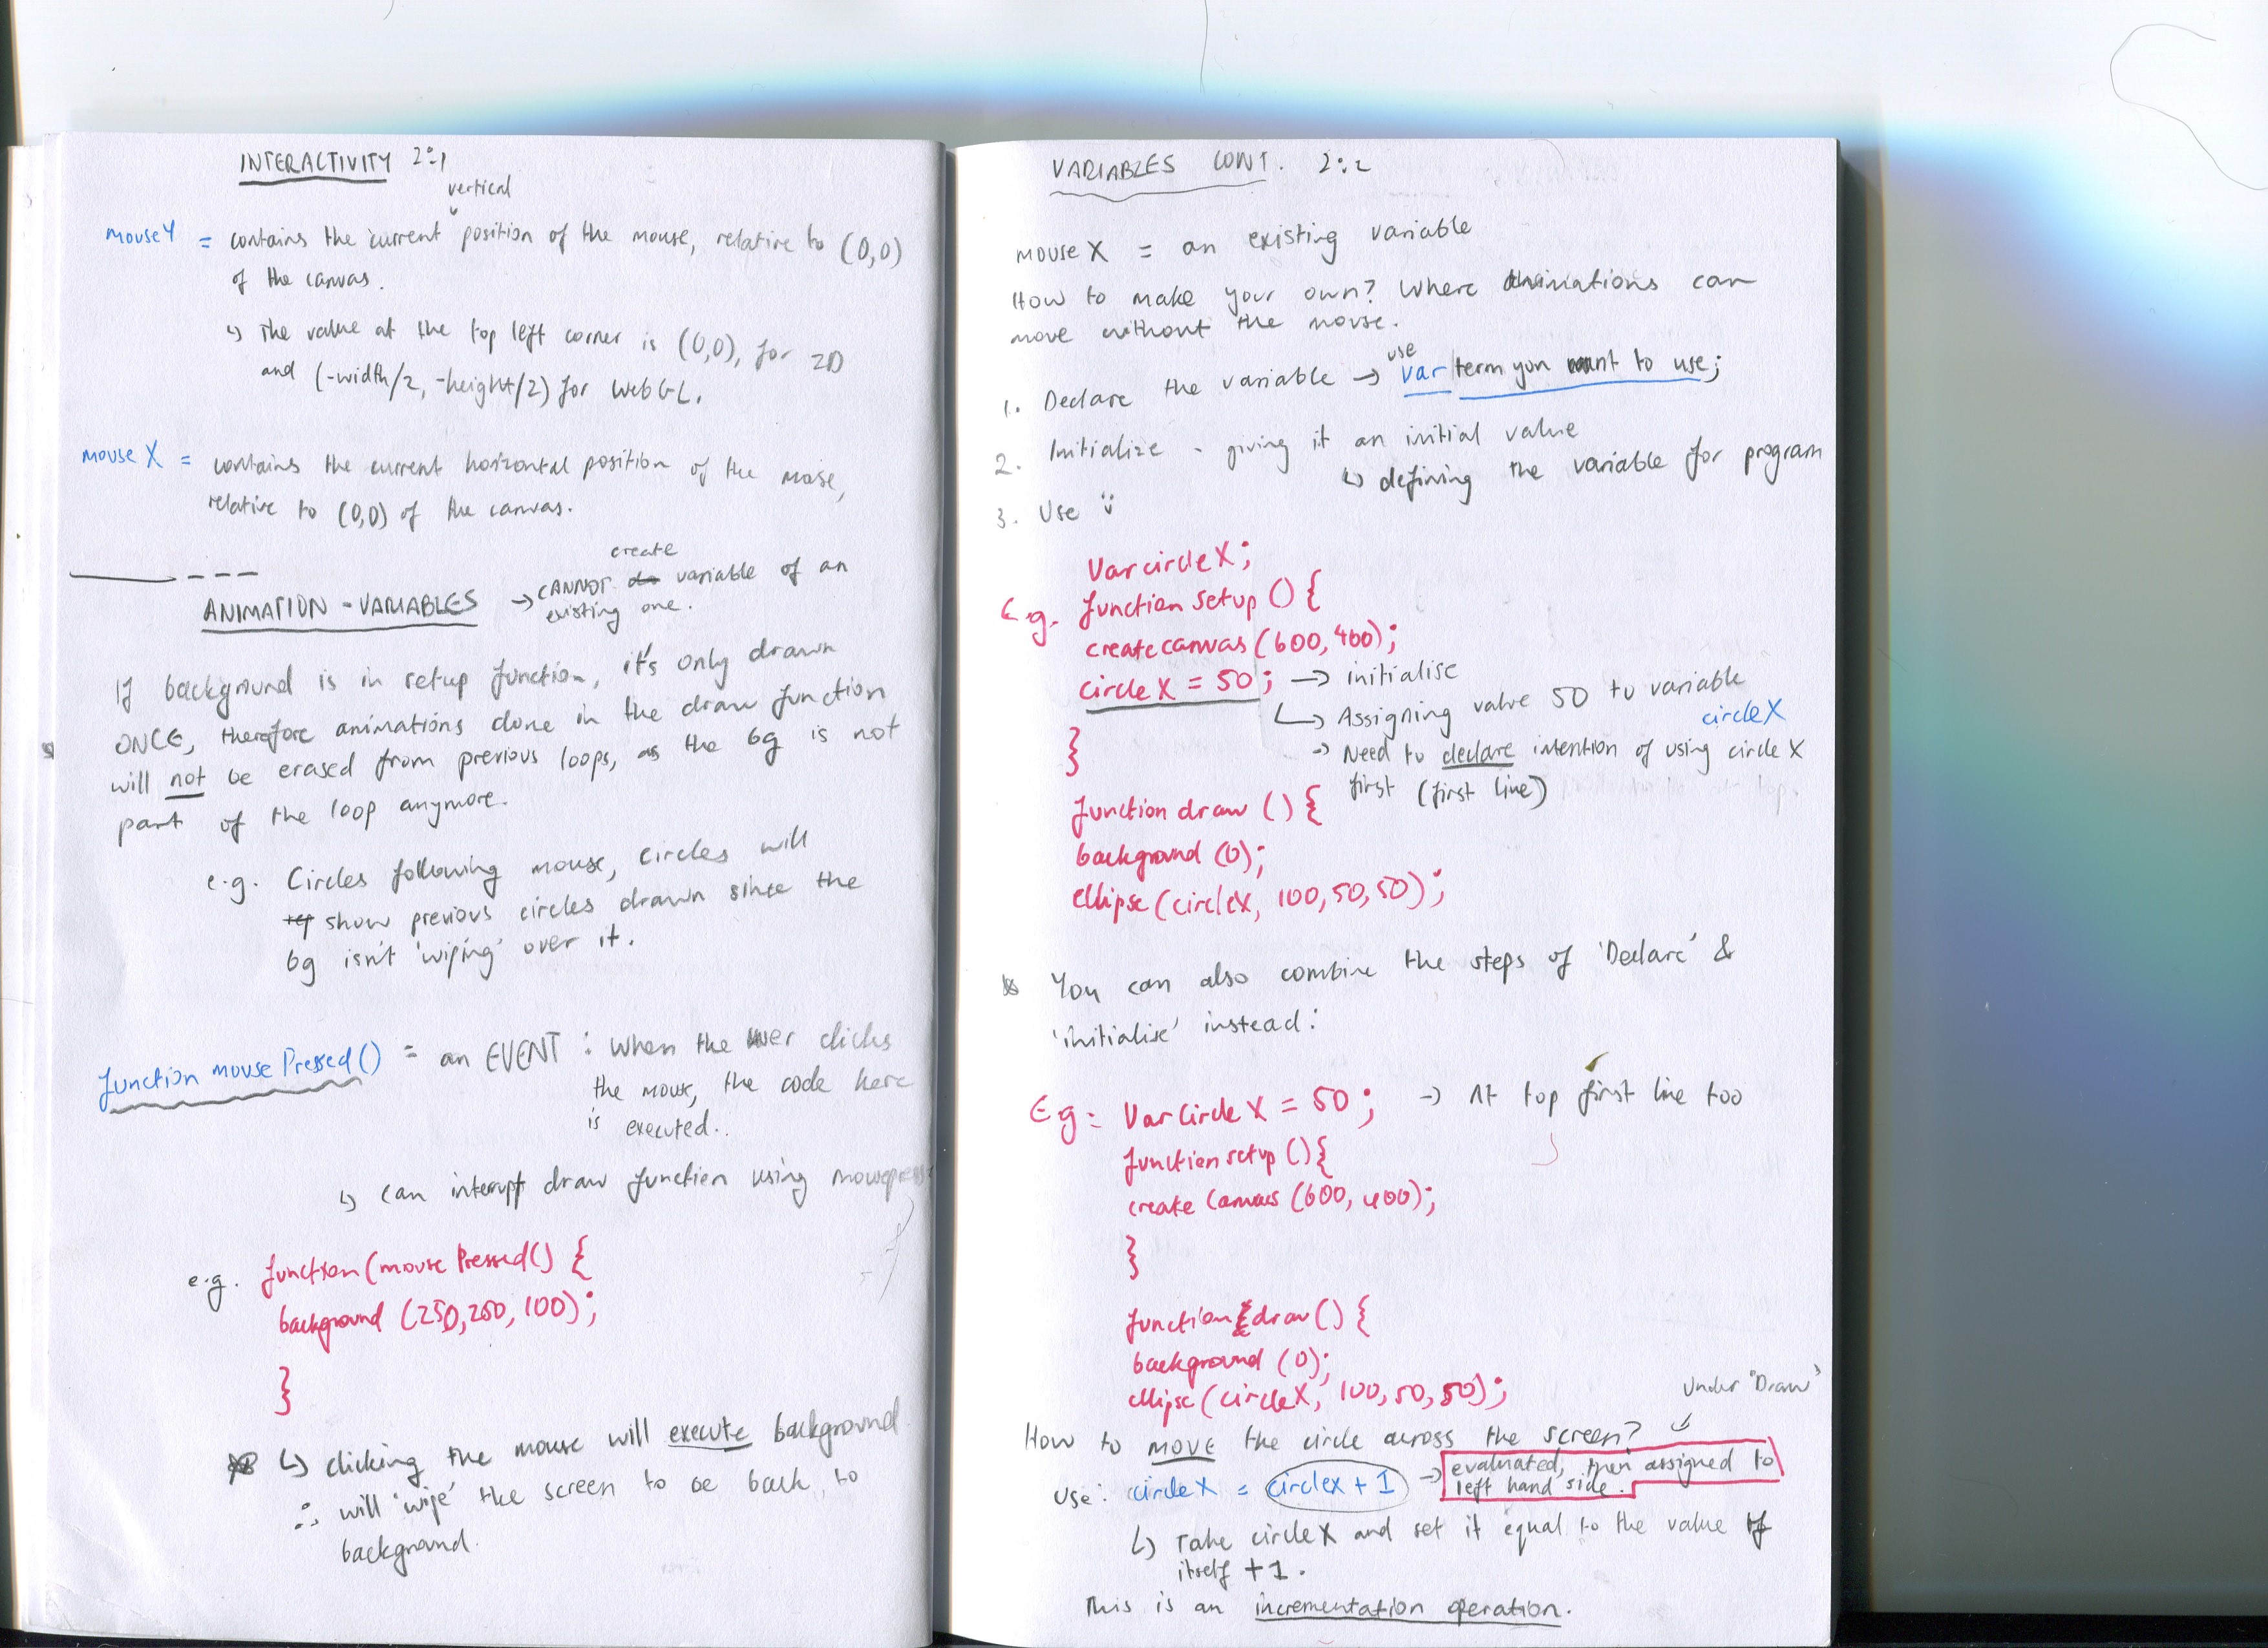 INTERACTIVITY 2:1
vertical
mouseY = contains the current position of the mouse, relative to (0,0)
of the canvas.
↳ The value at the top left corner is (0,0), for 2D
and (-width/2, -height/2) for WebGL.
mouseX = contains the current horizontal position of the mose,
relative to (0,0) of the canvas.
create
ANIMATION - VARIABLES → CANNOT variable of an
existing one.
If background is in setup function, it's only drawn
ONCE, therefore animations done in the draw function
will not be erased from previous loops, as the bg is not
part of the loop anymore.
e.g. Circles following mouse, circles will
show previous circles drawn since the
bg isn't 'wiping' over it.
function mousePressed() = an EVENT : When the user clicks
the mouse, the code here
is executed..
↳ can interrupt draw function using mousepress
e.g. function(mousePressed() {
background (250,250,100);
}
↳ clicking the mouse will execute background
∴ will 'wipe' the screen to be back to
background.
VARIABLES CONT. 2:2
mouseX = an existing variable
How to make your own? Where animations can
move without the mouse.
use
1. Declare the variable → var term you want to use;
2. Initialize - giving it an initial value
↳ defining the variable for program
3. Use
Var circleX;
E.g. function setup () {
createcanvas (600,400);
circleX = 50; → initialise
↳ Assigning value 50 to variable
circleX
} → Need to declare intention of using circleX
first (first line)
function draw () {
background (0);
ellipse (circleX, 100,50,50);
You can also combine the steps of 'Declare' &
'initialise' instead:
Eg: Var CircleX = 50; → At top first line too
function setup () {
create Canvas (600, 400);
}
function draw () {
background (0);
ellipse (circleX, 100,50,50);
Under "Draw"
How to MOVE the circle across the screen?
Use: circleX = circlex + 1 → evaluated, then assigned to
left hand side.
↳ Take circleX and set it equal to the value of
itself +1.
This is an incrementation operation.